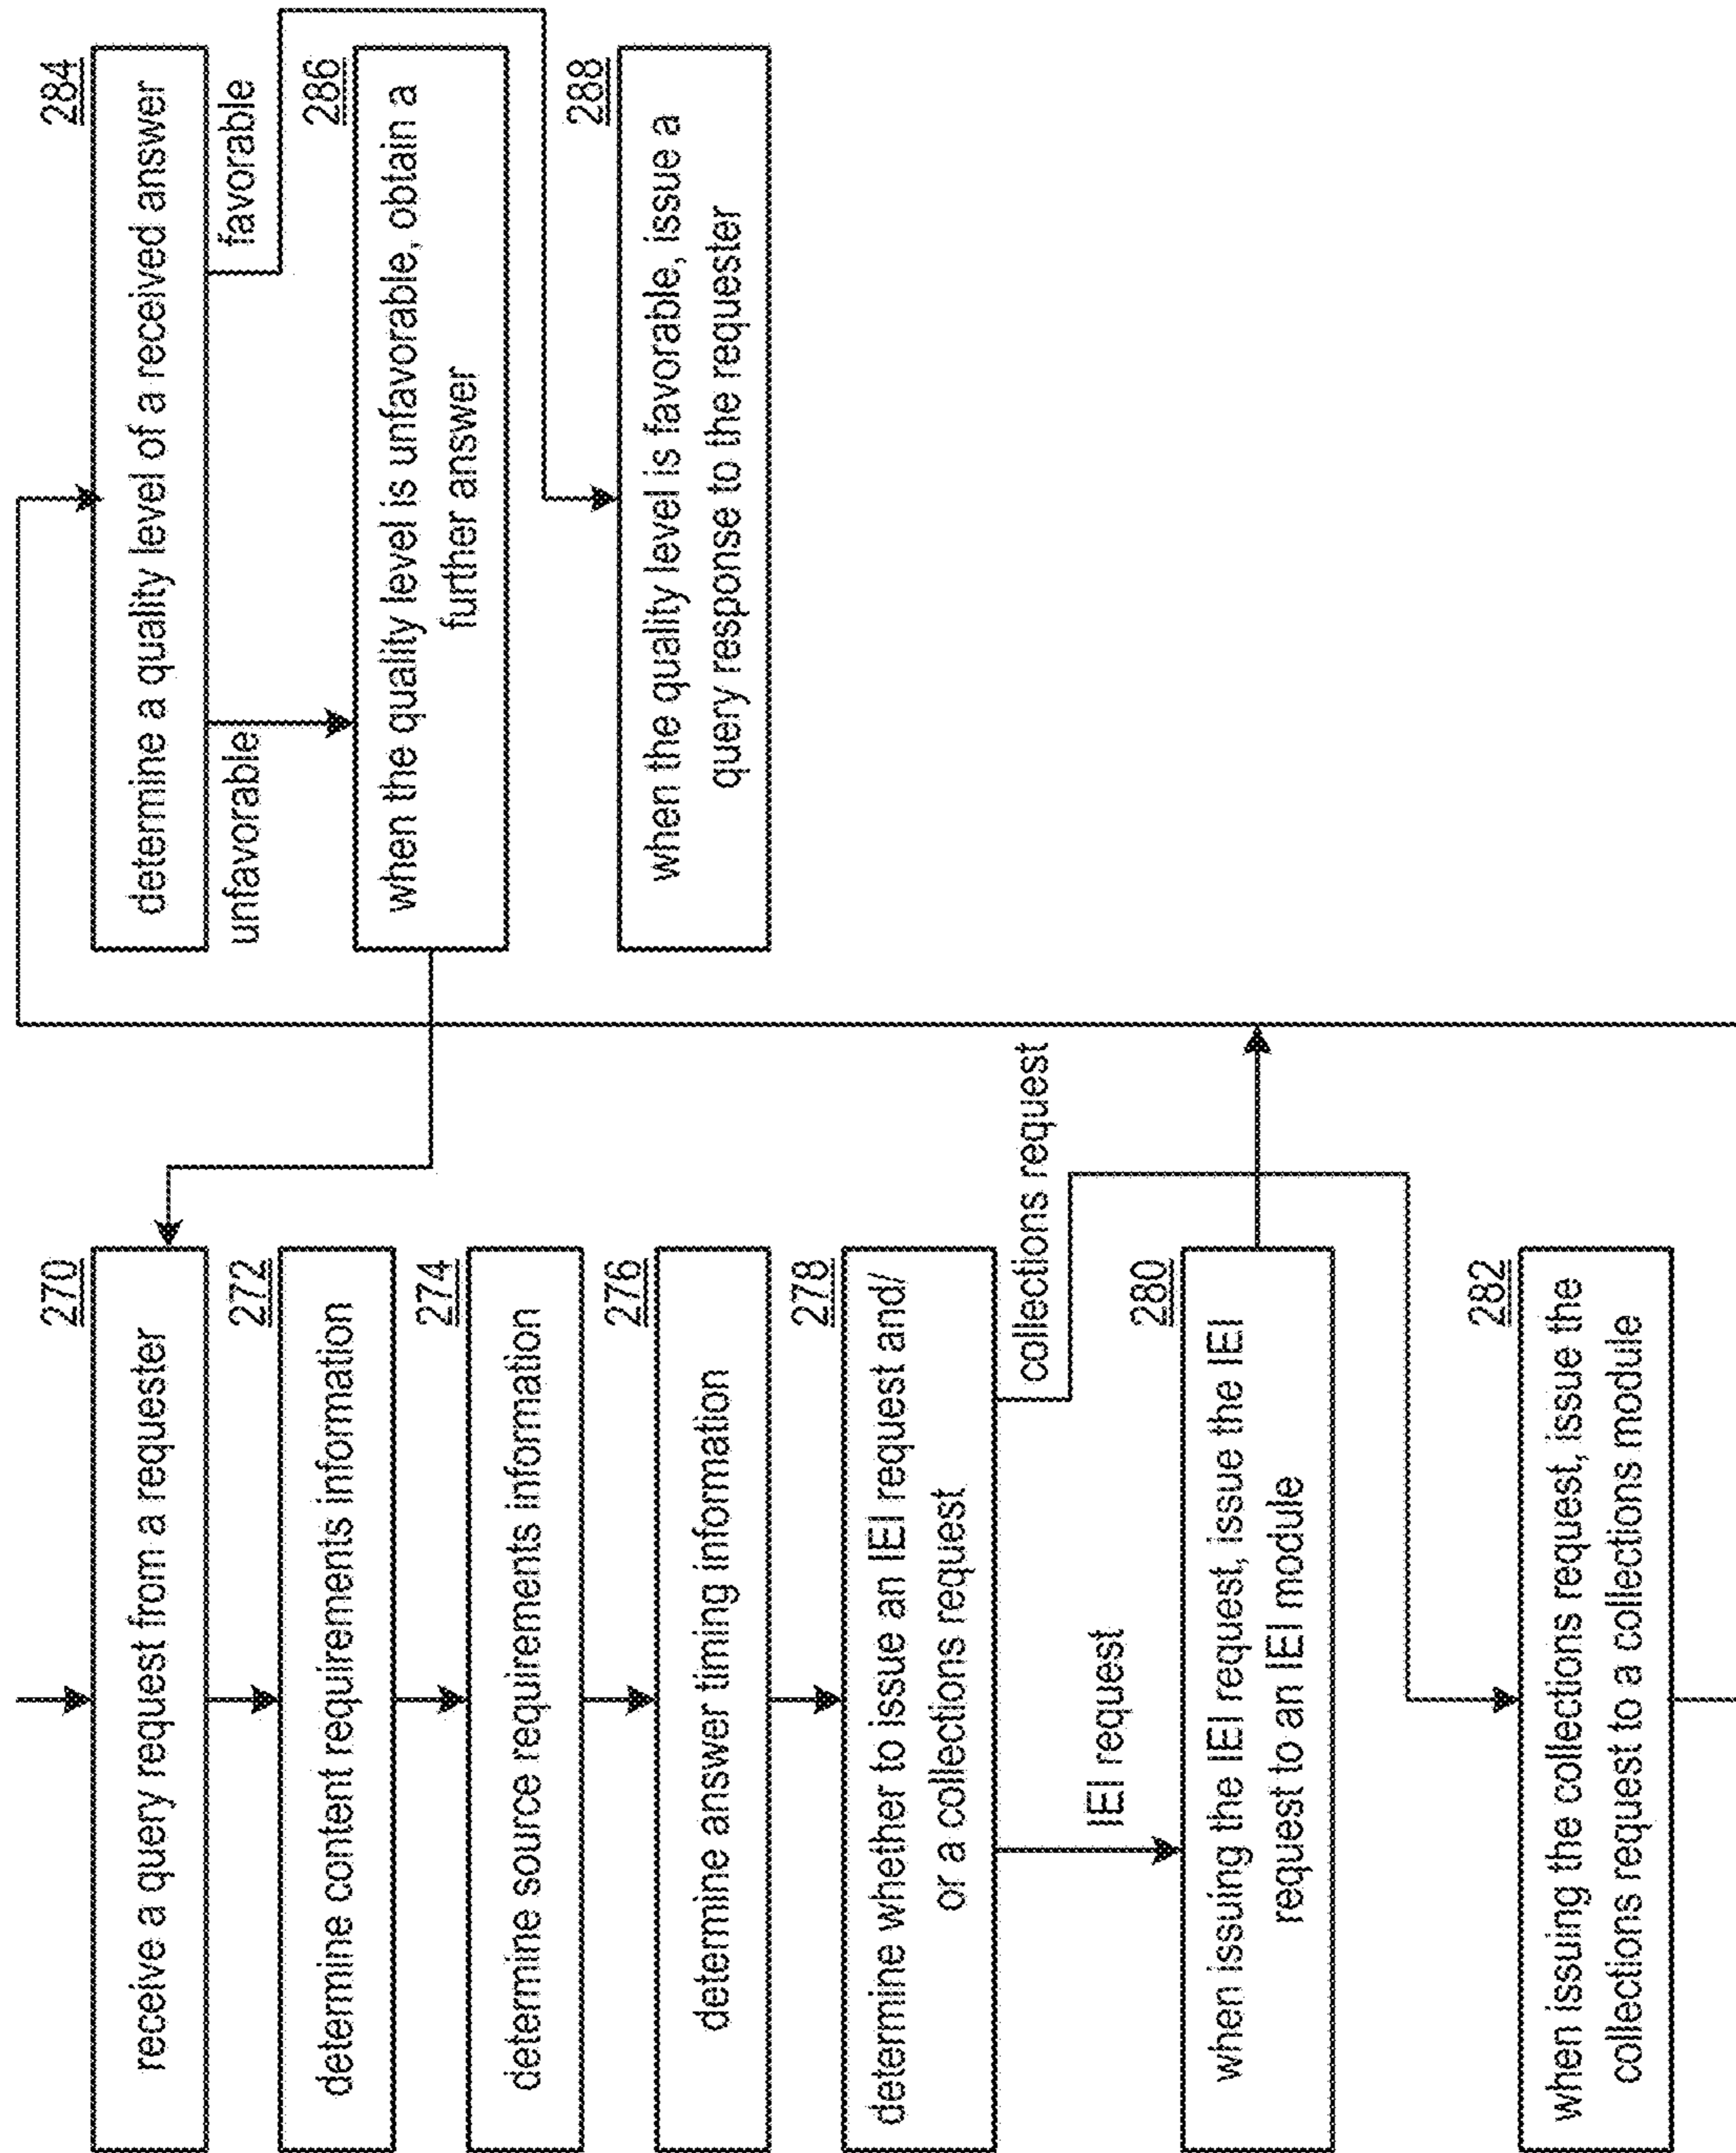 270
receive a query request from a requester
272
determine content requirements information
274
determine source requirements information
276
determine answer timing information
278
determine whether to issue an IEI request and/
or a collections request
IEI request
collections request
280
when issuing the IEI request, issue the IEI
request to an IEI module
282
when issuing the collections request, issue the
collections request to a collections module
284
determine a quality level of a received answer
unfavorable
favorable
286
when the quality level is unfavorable, obtain a
further answer
288
when the quality level is favorable, issue a
query response to the requester